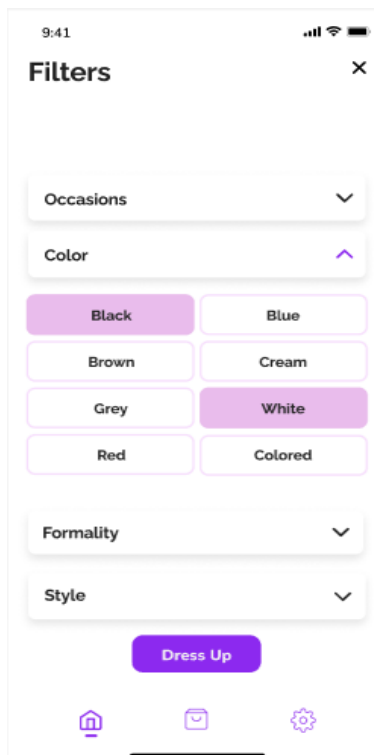 9:41
Filters
Occasions
Color
Black Blue
Brown Cream
Grey White
Red Colored
Formality
Style
Dress Up